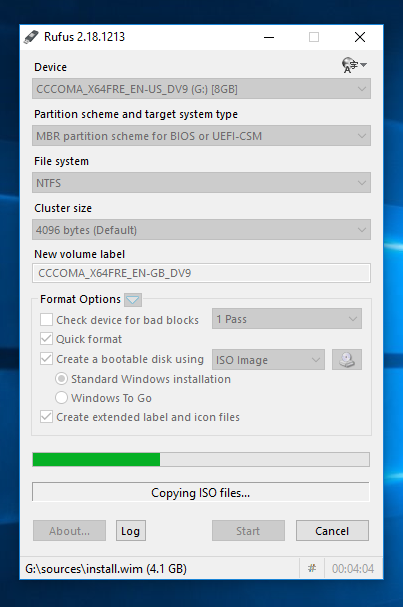 Rufus 2.18.1213
Device
CCCOMA_X64FRE_EN-US_DV9 (G:) [8GB]
Partition scheme and target system type
MBR partition scheme for BIOS or UEFI-CSM
File system
NTFS
Cluster size
4096 bytes (Default)
New volume label
CCCOMA_X64FRE_EN-GB_DV9
Format Options
Check device for bad blocks 1 Pass
Quick format
Create a bootable disk using ISO Image
Standard Windows installation
Windows To Go
Create extended label and icon files
Copying ISO files...
About... Log Start Cancel
G:\sources\install.wim (4.1 GB) # 00:04:04